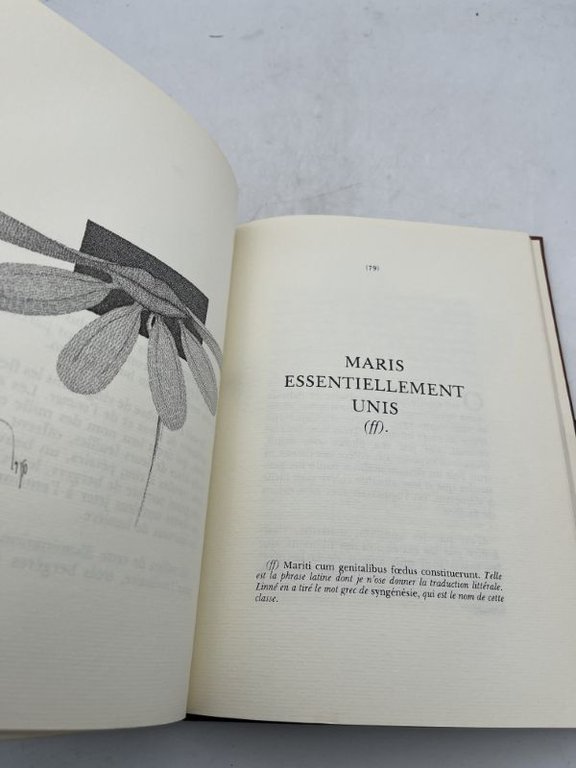 (79)
MARIS
ESSENTIELLEMENT
UNIS
(ff).
(ff) Mariti cum genitalibus fœdus constituerunt. Telle
est la phrase latine dont je n'ose donner la traduction littérale.
Linné en a tiré le mot grec de syngénésie, qui est le nom de cette
classe.